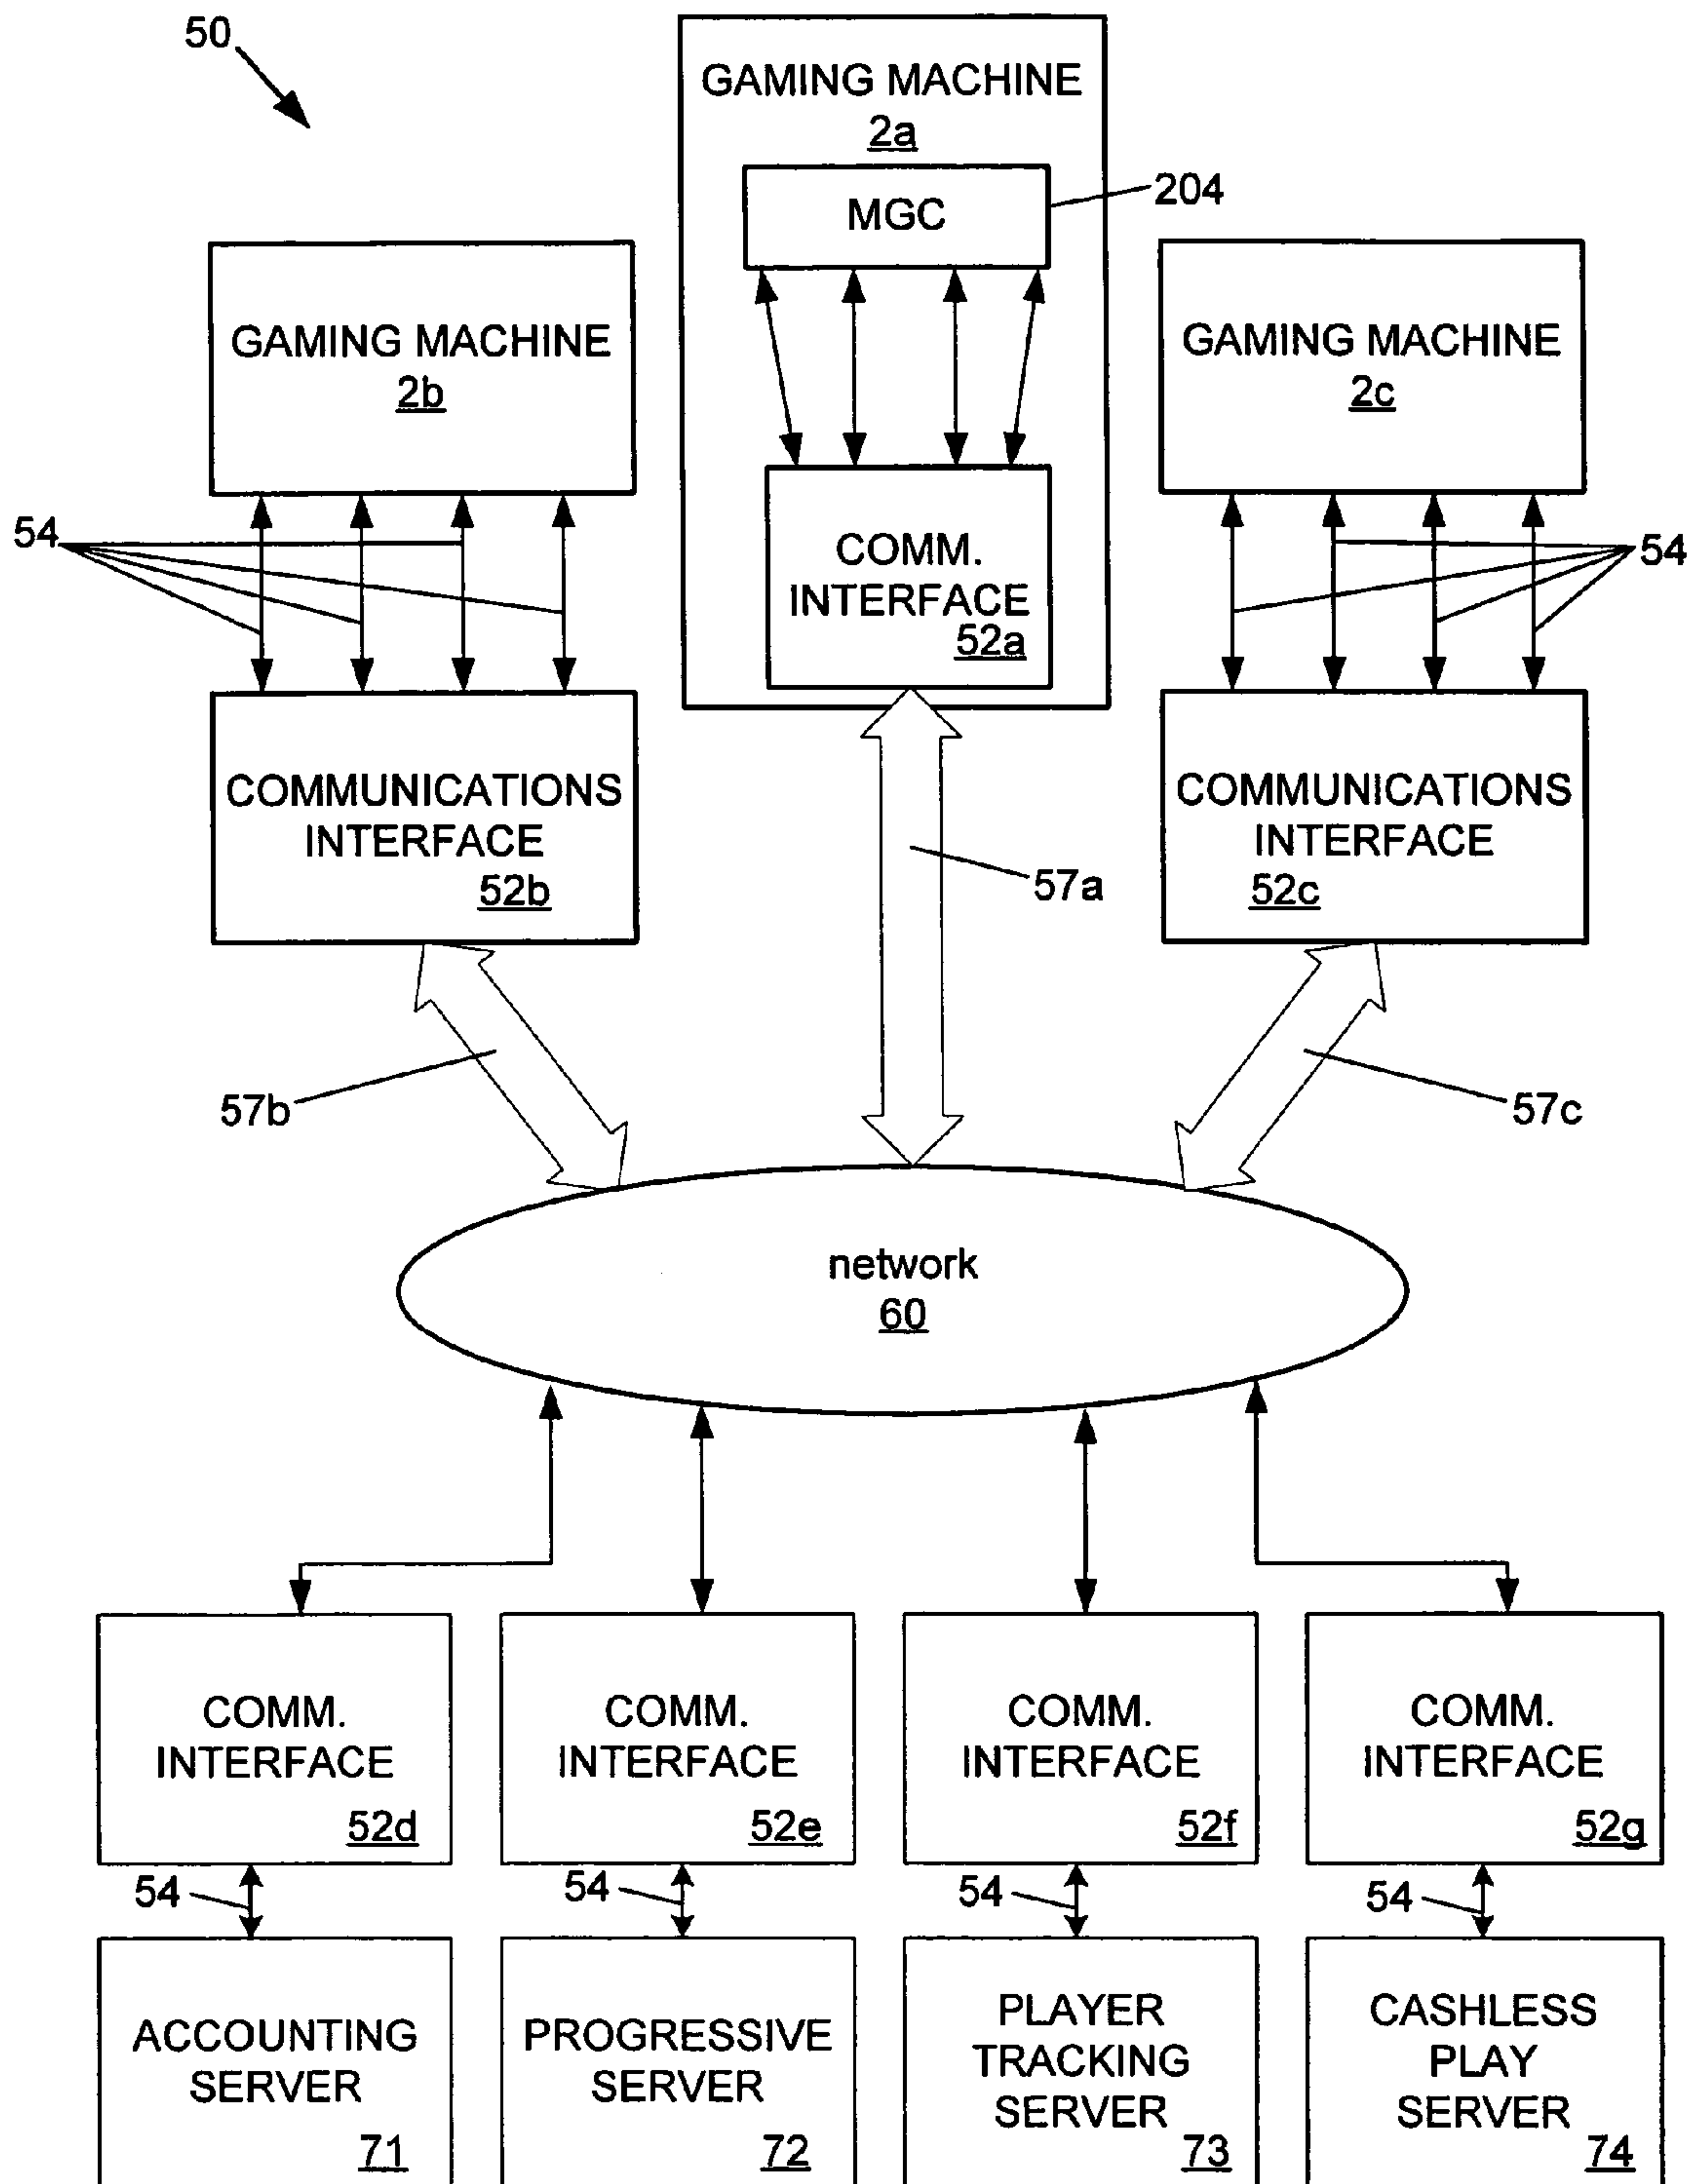 50
GAMING MACHINE
2a
MGC
204
GAMING MACHINE
2b
GAMING MACHINE
2c
54
54
COMM.
INTERFACE
52a
COMMUNICATIONS
INTERFACE
52b
COMMUNICATIONS
INTERFACE
52c
57a
57b
57c
network
60
COMM.
INTERFACE
52d
COMM.
INTERFACE
52e
COMM.
INTERFACE
52f
COMM.
INTERFACE
52g
54
54
54
54
ACCOUNTING
SERVER
71
PROGRESSIVE
SERVER
72
PLAYER
TRACKING
SERVER
73
CASHLESS
PLAY
SERVER
74